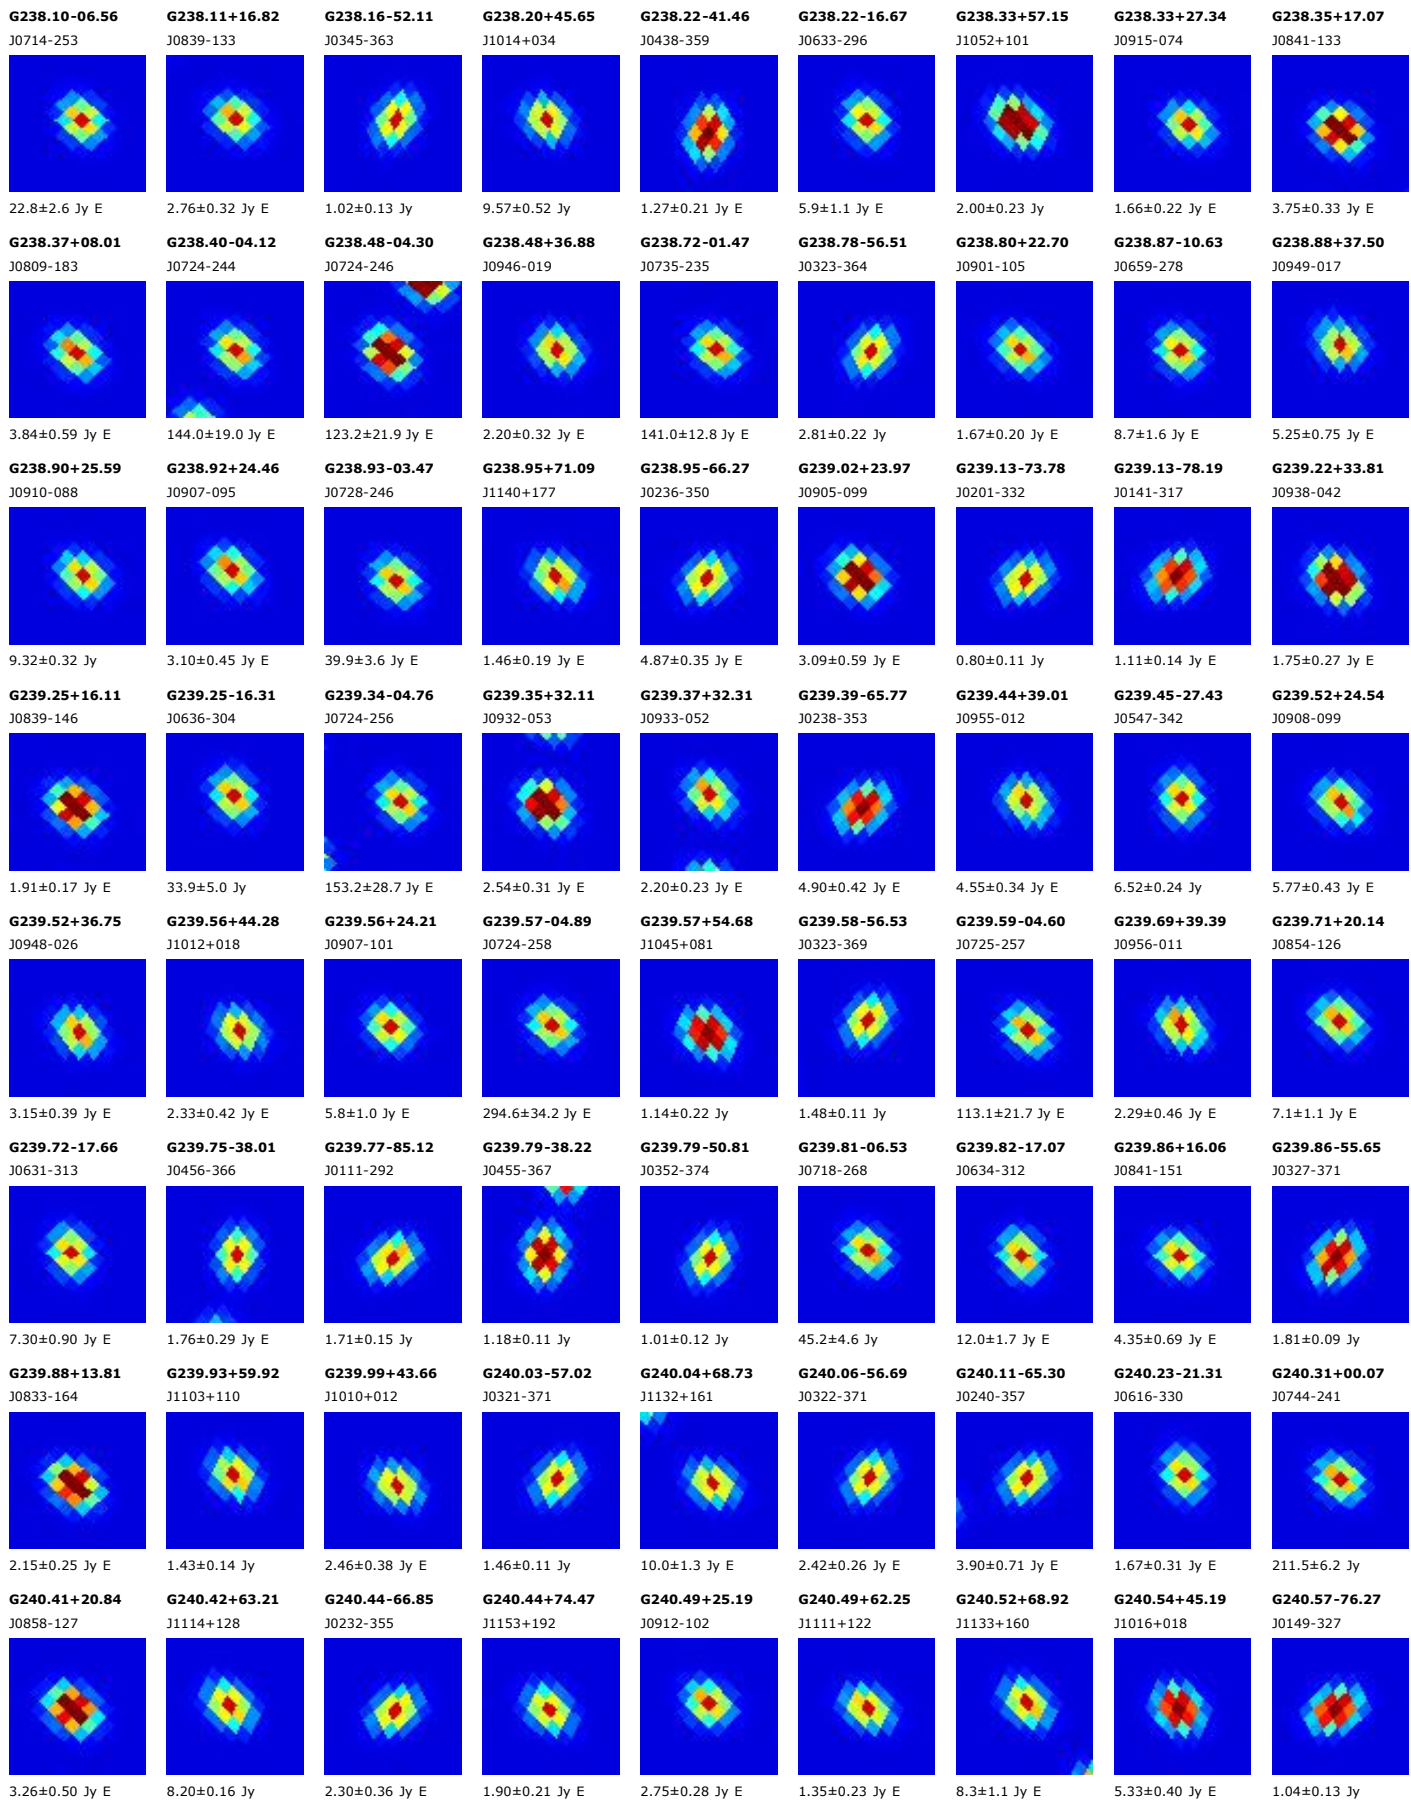 G238.10-06.56 G238.11+16.82 G238.16-52.11 G238.20+45.65 G238.22-41.46 G238.22-16.67 G238.33+57.15 G238.33+27.34 G238.35+17.07
J0714-253 J0839-133 J0345-363 J1014+034 J0438-359 J0633-296 J1052+101 J0915-074 J0841-133
22.8±2.6 Jy E 2.76±0.32 Jy E 1.02±0.13 Jy 9.57±0.52 Jy 1.27±0.21 Jy E 5.9±1.1 Jy E 2.00±0.23 Jy 1.66±0.22 Jy E 3.75±0.33 Jy E
G238.37+08.01 G238.40-04.12 G238.48-04.30 G238.48+36.88 G238.72-01.47 G238.78-56.51 G238.80+22.70 G238.87-10.63 G238.88+37.50
J0809-183 J0724-244 J0724-246 J0946-019 J0735-235 J0323-364 J0901-105 J0659-278 J0949-017
3.84±0.59 Jy E 144.0±19.0 Jy E 123.2±21.9 Jy E 2.20±0.32 Jy E 141.0±12.8 Jy E 2.81±0.22 Jy 1.67±0.20 Jy E 8.7±1.6 Jy E 5.25±0.75 Jy E
G238.90+25.59 G238.92+24.46 G238.93-03.47 G238.95+71.09 G238.95-66.27 G239.02+23.97 G239.13-73.78 G239.13-78.19 G239.22+33.81
J0910-088 J0907-095 J0728-246 J1140+177 J0236-350 J0905-099 J0201-332 J0141-317 J0938-042
9.32±0.32 Jy 3.10±0.45 Jy E 39.9±3.6 Jy E 1.46±0.19 Jy E 4.87±0.35 Jy E 3.09±0.59 Jy E 0.80±0.11 Jy 1.11±0.14 Jy E 1.75±0.27 Jy E
G239.25+16.11 G239.25-16.31 G239.34-04.76 G239.35+32.11 G239.37+32.31 G239.39-65.77 G239.44+39.01 G239.45-27.43 G239.52+24.54
J0839-146 J0636-304 J0724-256 J0932-053 J0933-052 J0238-353 J0955-012 J0547-342 J0908-099
1.91±0.17 Jy E 33.9±5.0 Jy 153.2±28.7 Jy E 2.54±0.31 Jy E 2.20±0.23 Jy E 4.90±0.42 Jy E 4.55±0.34 Jy E 6.52±0.24 Jy 5.77±0.43 Jy E
G239.52+36.75 G239.56+44.28 G239.56+24.21 G239.57-04.89 G239.57+54.68 G239.58-56.53 G239.59-04.60 G239.69+39.39 G239.71+20.14
J0948-026 J1012+018 J0907-101 J0724-258 J1045+081 J0323-369 J0725-257 J0956-011 J0854-126
3.15±0.39 Jy E 2.33±0.42 Jy E 5.8±1.0 Jy E 294.6±34.2 Jy E 1.14±0.22 Jy 1.48±0.11 Jy 113.1±21.7 Jy E 2.29±0.46 Jy E 7.1±1.1 Jy E
G239.72-17.66 G239.75-38.01 G239.77-85.12 G239.79-38.22 G239.79-50.81 G239.81-06.53 G239.82-17.07 G239.86+16.06 G239.86-55.65
J0631-313 J0456-366 J0111-292 J0455-367 J0352-374 J0718-268 J0634-312 J0841-151 J0327-371
7.30±0.90 Jy E 1.76±0.29 Jy E 1.71±0.15 Jy 1.18±0.11 Jy 1.01±0.12 Jy 45.2±4.6 Jy 12.0±1.7 Jy E 4.35±0.69 Jy E 1.81±0.09 Jy
G239.88+13.81 G239.93+59.92 G239.99+43.66 G240.03-57.02 G240.04+68.73 G240.06-56.69 G240.11-65.30 G240.23-21.31 G240.31+00.07
J0833-164 J1103+110 J1010+012 J0321-371 J1132+161 J0322-371 J0240-357 J0616-330 J0744-241
2.15±0.25 Jy E 1.43±0.14 Jy 2.46±0.38 Jy E 1.46±0.11 Jy 10.0±1.3 Jy E 2.42±0.26 Jy E 3.90±0.71 Jy E 1.67±0.31 Jy E 211.5±6.2 Jy
G240.41+20.84 G240.42+63.21 G240.44-66.85 G240.44+74.47 G240.49+25.19 G240.49+62.25 G240.52+68.92 G240.54+45.19 G240.57-76.27
J0858-127 J1114+128 J0232-355 J1153+192 J0912-102 J1111+122 J1133+160 J1016+018 J0149-327
3.26±0.50 Jy E 8.20±0.16 Jy 2.30±0.36 Jy E 1.90±0.21 Jy E 2.75±0.28 Jy E 1.35±0.23 Jy E 8.3±1.1 Jy E 5.33±0.40 Jy E 1.04±0.13 Jy